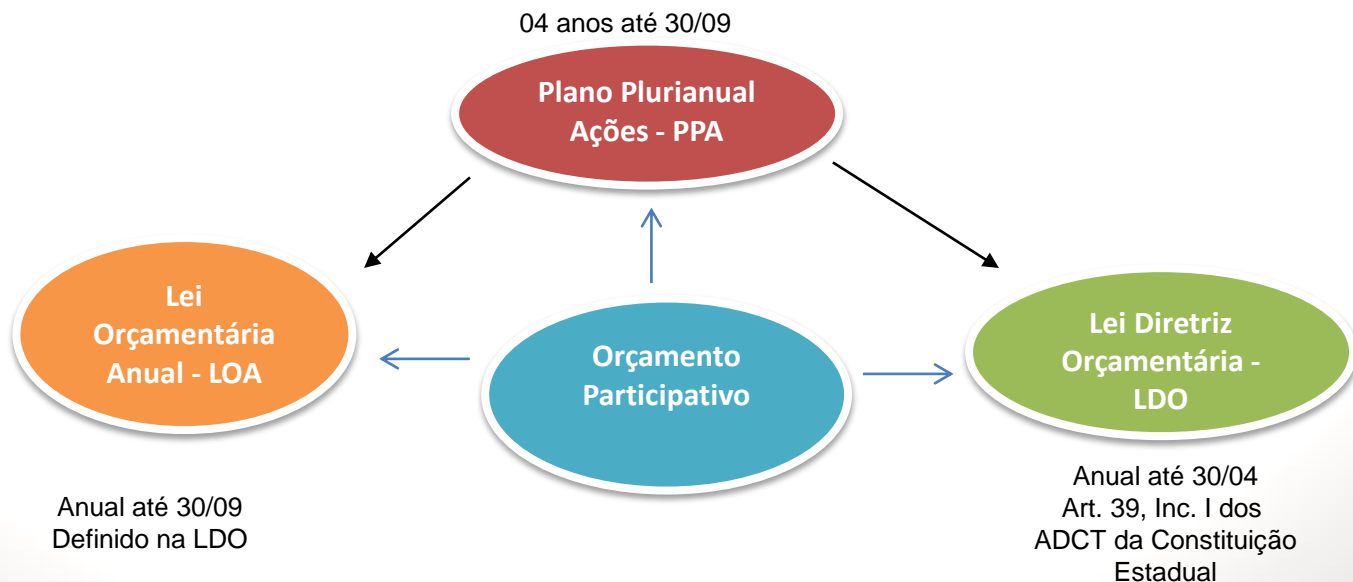 04 anos até 30/09
Plano Plurianual
Ações - PPA
Lei
Orçamentária
Anual - LOA
Orçamento
Participativo
Lei Diretriz
Orçamentária -
LDO
Anual até 30/09
Definido na LDO
Anual até 30/04
Art. 39, Inc. I dos
ADCT da Constituição
Estadual